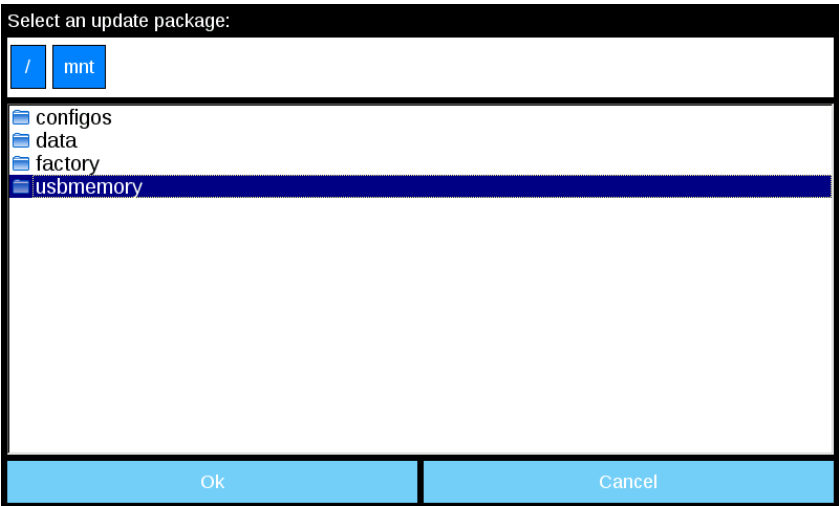 Select an update package:
/ mnt
configos
data
factory
usbmemory
Ok Cancel